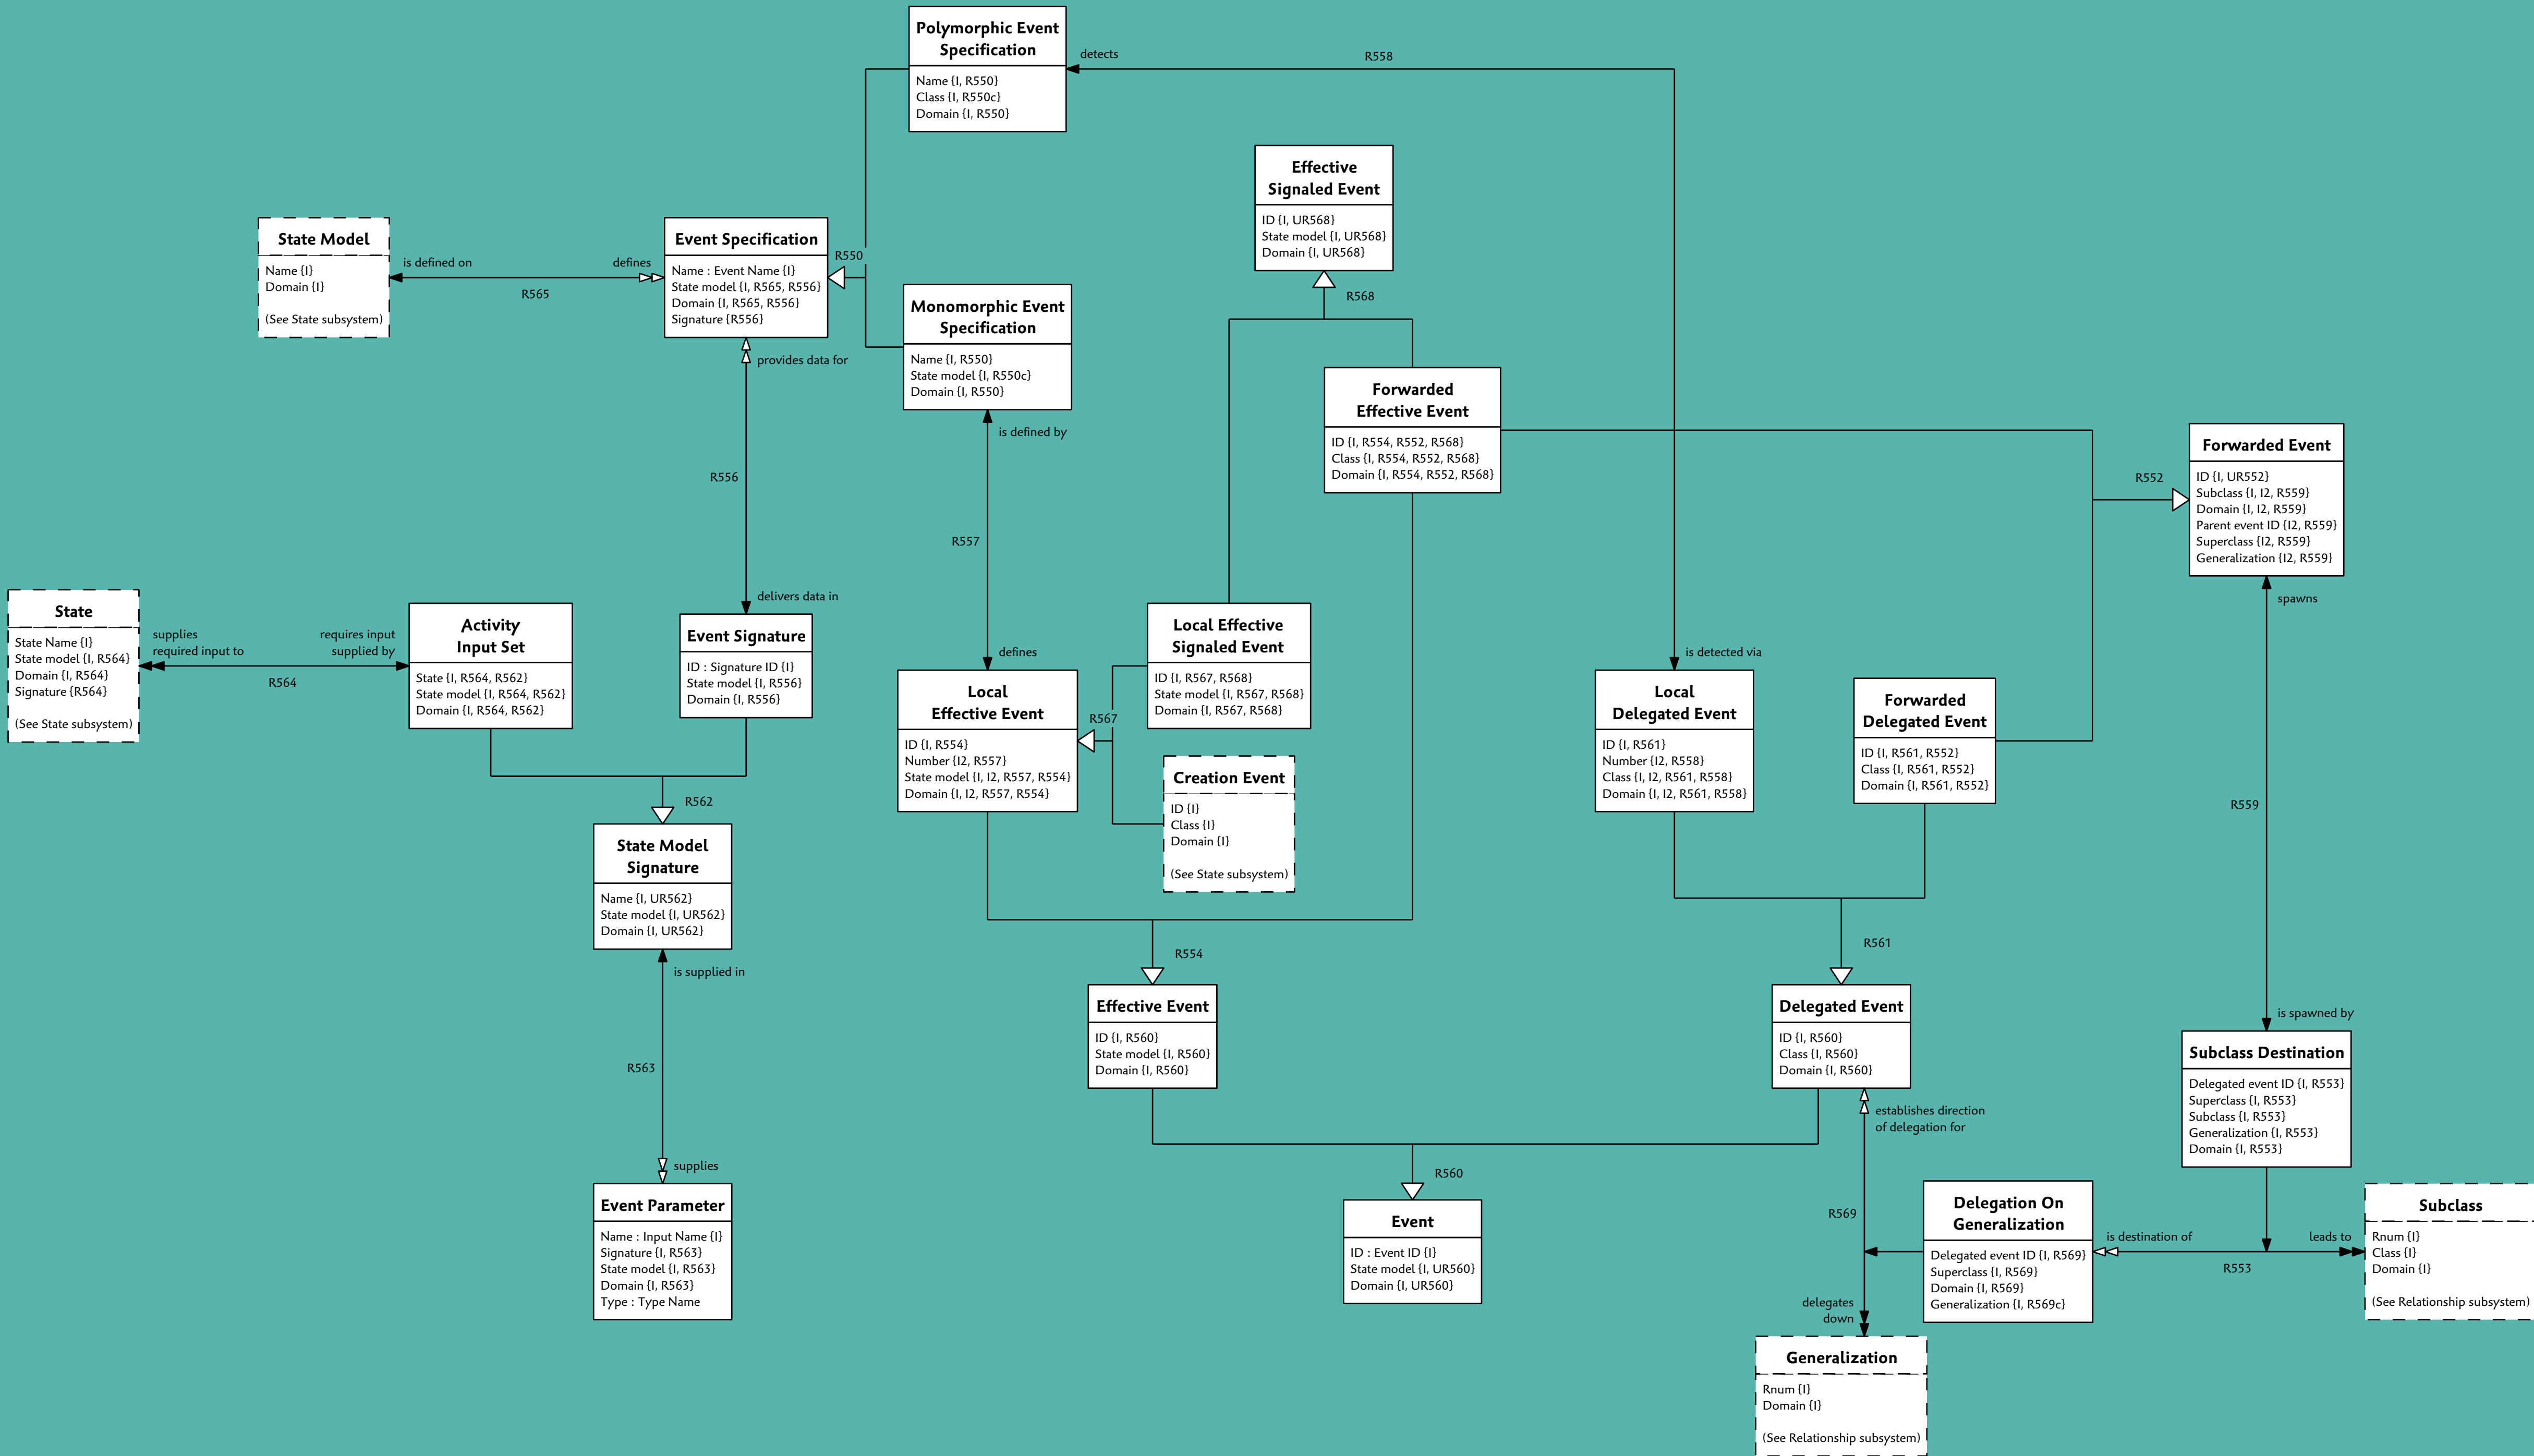 Polymorphic Event
Specification
Name {I, R550}
Class {I, R550c}
Domain {I, R550}
detects
R558
Effective
Signaled Event
ID {I, UR568}
State model {I, UR568}
Domain {I, UR568}
R568
State Model
Name {I}
Domain {I}
(See State subsystem)
is defined on
defines
R565
Event Specification
Name : Event Name {I}
State model {I, R565, R556}
Domain {I, R565, R556}
Signature {R556}
R550
Monomorphic Event
Specification
Name {I, R550}
State model {I, R550c}
Domain {I, R550}
provides data for
R556
delivers data in
is defined by
R557
defines
Forwarded
Effective Event
ID {I, R554, R552, R568}
Class {I, R554, R552, R568}
Domain {I, R554, R552, R568}
R552
Forwarded Event
ID {I, UR552}
Subclass {I, I2, R559}
Domain {I, I2, R559}
Parent event ID {I2, R559}
Superclass {I2, R559}
Generalization {I2, R559}
spawns
R559
is spawned by
State
State Name {I}
State model {I, R564}
Domain {I, R564}
Signature {R564}
(See State subsystem)
supplies
required input to
requires input
supplied by
R564
Activity
Input Set
State {I, R564, R562}
State model {I, R564, R562}
Domain {I, R564, R562}
Event Signature
ID : Signature ID {I}
State model {I, R556}
Domain {I, R556}
Local
Effective Event
ID {I, R554}
Number {I2, R557}
State model {I, I2, R557, R554}
Domain {I, I2, R557, R554}
R567
Local Effective
Signaled Event
ID {I, R567, R568}
State model {I, R567, R568}
Domain {I, R567, R568}
Creation Event
ID {I}
Class {I}
Domain {I}
(See State subsystem)
is detected via
Local
Delegated Event
ID {I, R561}
Number {I2, R558}
Class {I, I2, R561, R558}
Domain {I, I2, R561, R558}
Forwarded
Delegated Event
ID {I, R561, R552}
Class {I, R561, R552}
Domain {I, R561, R552}
R562
State Model
Signature
Name {I, UR562}
State model {I, UR562}
Domain {I, UR562}
is supplied in
R563
supplies
Event Parameter
Name : Input Name {I}
Signature {I, R563}
State model {I, R563}
Domain {I, R563}
Type : Type Name
R554
Effective Event
ID {I, R560}
State model {I, R560}
Domain {I, R560}
R561
Delegated Event
ID {I, R560}
Class {I, R560}
Domain {I, R560}
establishes direction
of delegation for
R569
delegates
down
R560
Event
ID : Event ID {I}
State model {I, UR560}
Domain {I, UR560}
Subclass Destination
Delegated event ID {I, R553}
Superclass {I, R553}
Subclass {I, R553}
Generalization {I, R553}
Domain {I, R553}
Delegation On
Generalization
Delegated event ID {I, R569}
Superclass {I, R569}
Domain {I, R569}
Generalization {I, R569c}
is destination of
leads to
R553
Subclass
Rnum {I}
Class {I}
Domain {I}
(See Relationship subsystem)
Generalization
Rnum {I}
Domain {I}
(See Relationship subsystem)